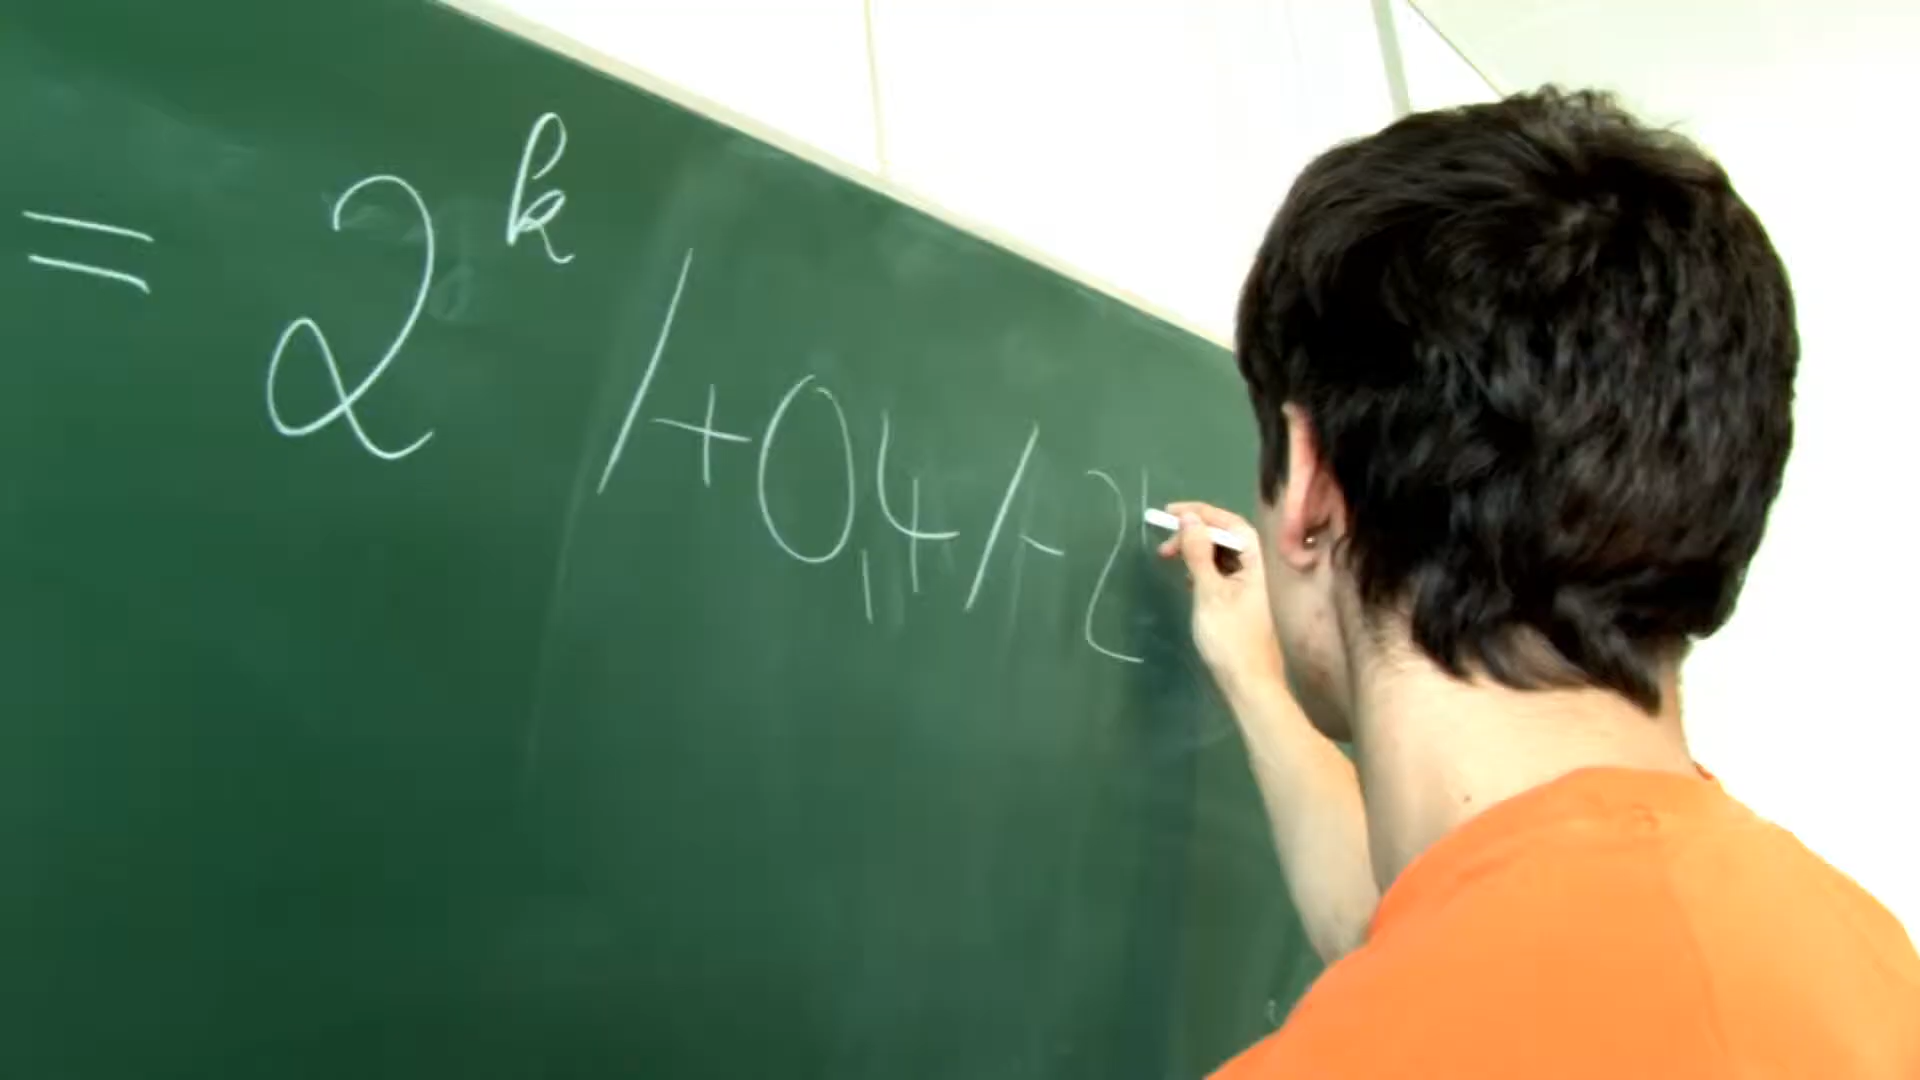 = 2^k /+0,4/-2